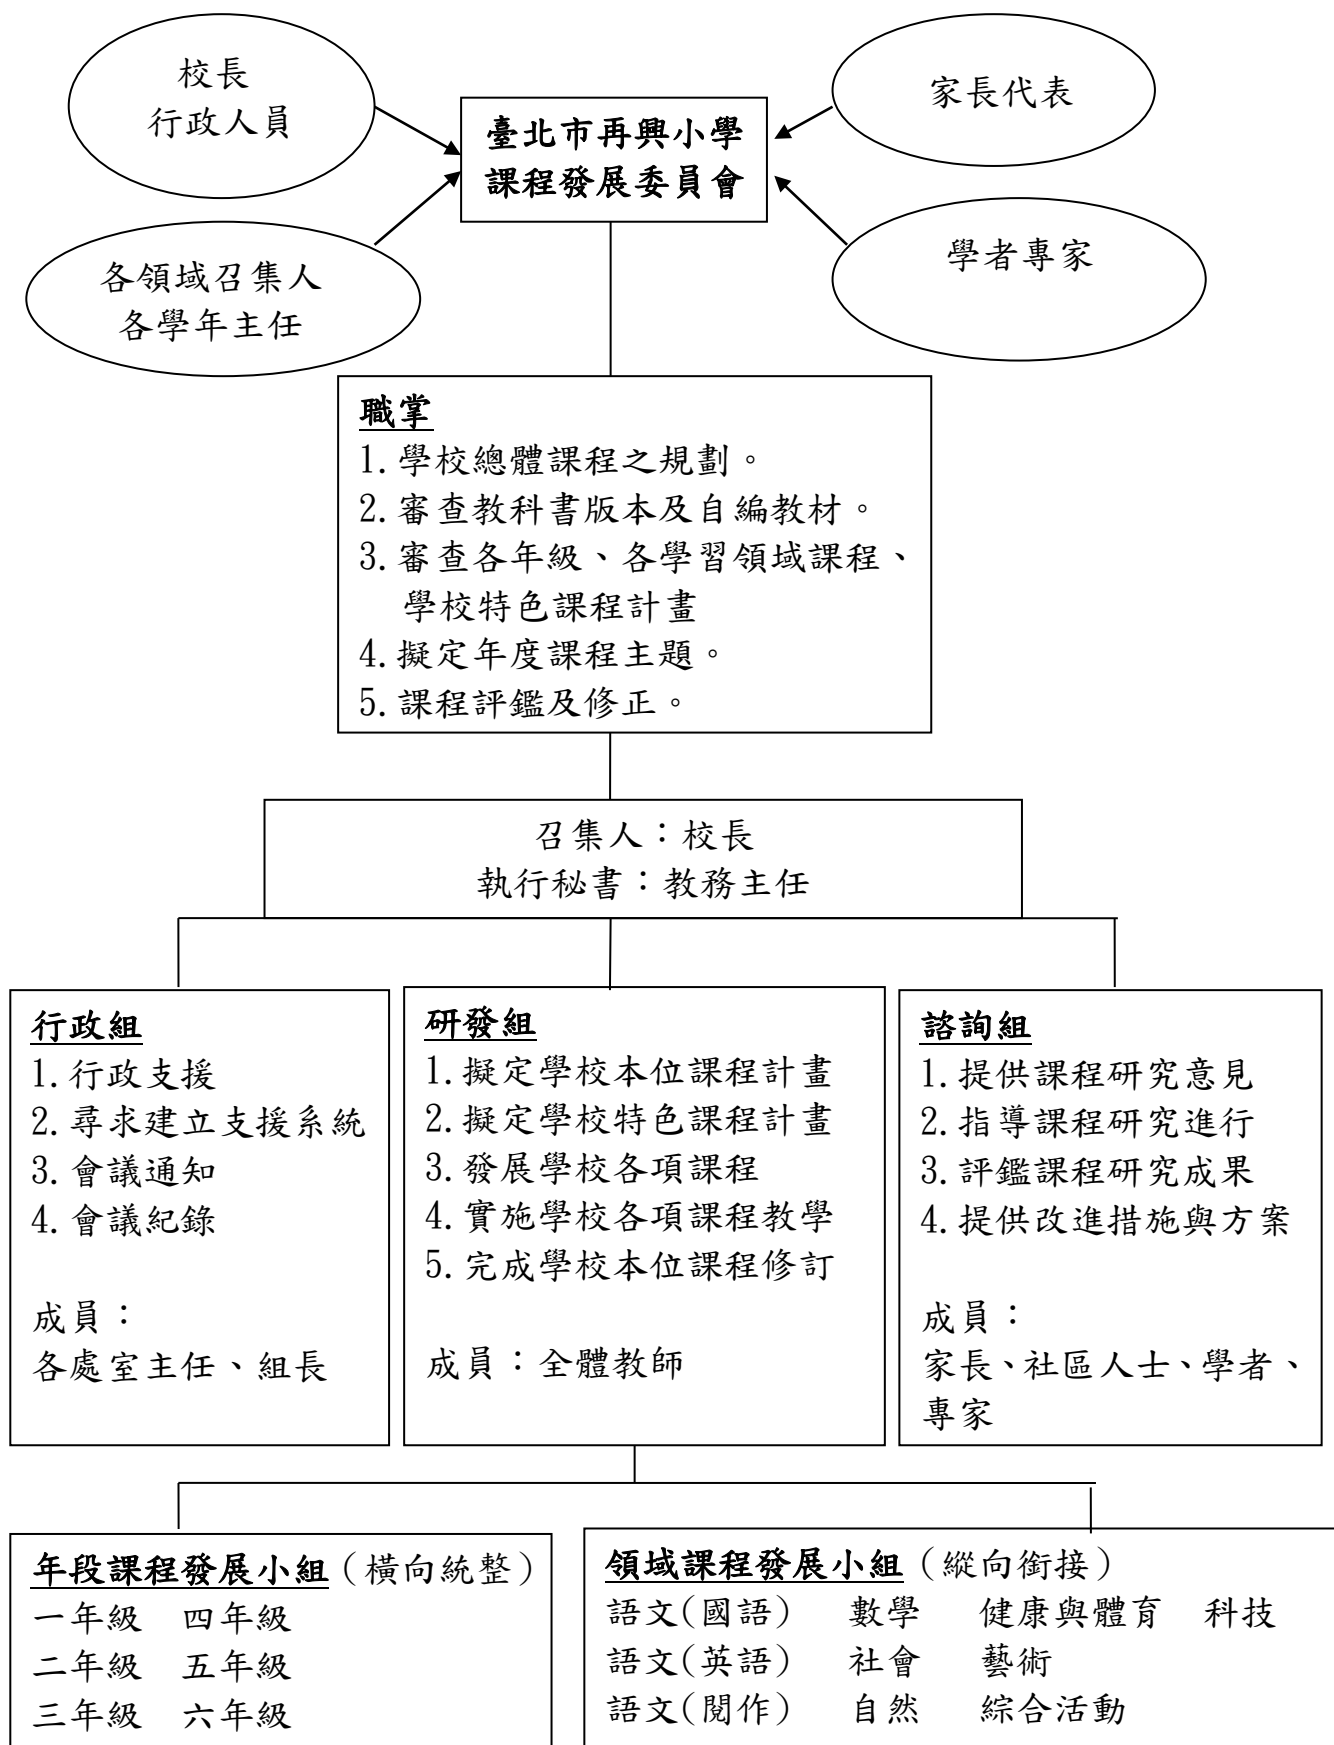 校長
行政人員
家長代表
臺北市再興小學
課程發展委員會
各領域召集人
各學年主任
學者專家
職掌
1.學校總體課程之規劃。
2.審查教科書版本及自編教材。
3.審查各年級、各學習領域課程、
學校特色課程計畫
4.擬定年度課程主題。
5.課程評鑑及修正。
召集人：校長
執行秘書：教務主任
行政組
1.行政支援
2.尋求建立支援系統
3.會議通知
4.會議紀錄
成員：
各處室主任、組長
研發組
1.擬定學校本位課程計畫
2.擬定學校特色課程計畫
3.發展學校各項課程
4.實施學校各項課程教學
5.完成學校本位課程修訂
成員：全體教師
諮詢組
1.提供課程研究意見
2.指導課程研究進行
3.評鑑課程研究成果
4.提供改進措施與方案
成員：
家長、社區人士、學者、
專家
年段課程發展小組（橫向統整）
一年級　四年級
二年級　五年級
三年級　六年級
領域課程發展小組（縱向銜接）
語文(國語)　數學　健康與體育　科技
語文(英語)　社會　藝術
語文(閱作)　自然　綜合活動